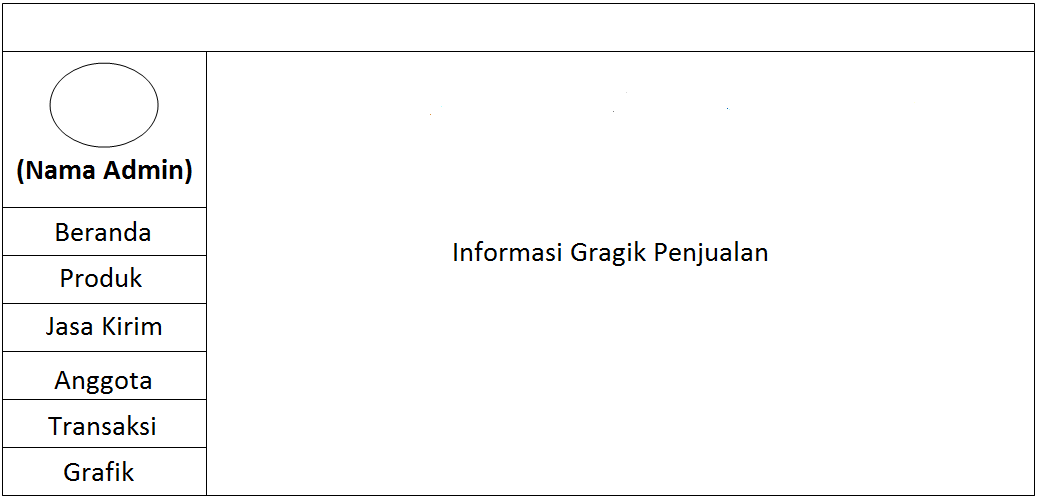 (Nama Admin)
Beranda
Produk
Jasa Kirim
Anggota
Transaksi
Grafik
Informasi Gragik Penjualan